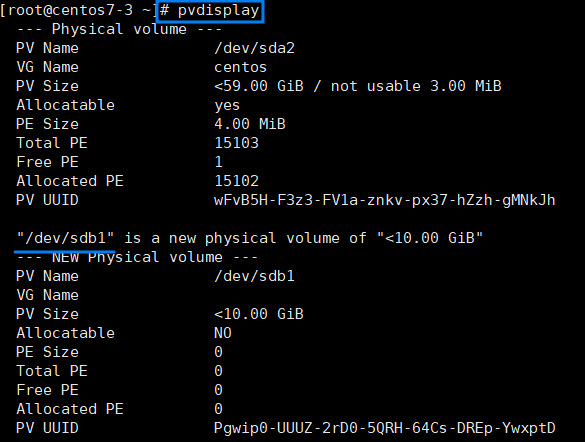 [root@centos7-3 ~]# pvdisplay
--- Physical volume ---
PV Name /dev/sda2
VG Name centos
PV Size <59.00 GiB / not usable 3.00 MiB
Allocatable yes
PE Size 4.00 MiB
Total PE 15103
Free PE 1
Allocated PE 15102
PV UUID wFvB5H-F3z3-FV1a-znkv-px37-hZzh-gMNkJh
"/dev/sdb1" is a new physical volume of "<10.00 GiB"
--- NEW Physical volume ---
PV Name /dev/sdb1
VG Name
PV Size <10.00 GiB
Allocatable NO
PE Size 0
Total PE 0
Free PE 0
Allocated PE 0
PV UUID Pgwip0-UUUZ-2rD0-5QRH-64Cs-DREp-YwxptD